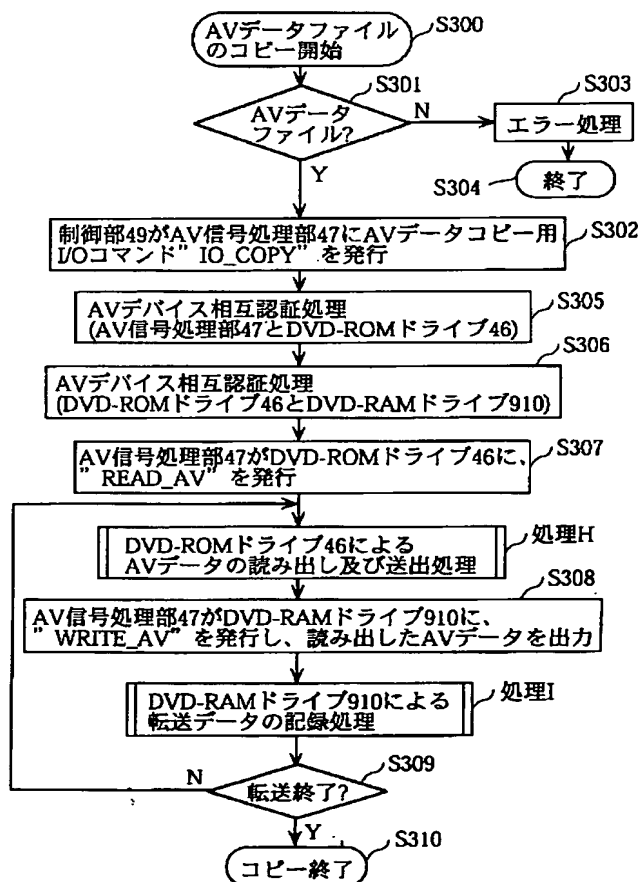 AVデータファイル
のコピー開始
S300
S301
AVデータ
ファイル?
N
S303
エラー処理
Y
S304
終了
制御部49がAV信号処理部47にAVデータコピー用
I/Oコマンド" IO_COPY" を発行
S302
AVデバイス相互認証処理
(AV信号処理部47とDVD-ROMドライブ46)
S305
AVデバイス相互認証処理
(DVD-ROMドライブ46とDVD-RAMドライブ910)
S306
AV信号処理部47がDVD-ROMドライブ46に、
" READ_AV" を発行
S307
DVD-ROMドライブ46による
AVデータの読み出し及び送出処理
処理H
S308
AV信号処理部47がDVD-RAMドライブ910に、
" WRITE_AV" を発行し、読み出したAVデータを出力
DVD-RAMドライブ910による
転送データの記録処理
処理I
S309
N
転送終了?
Y
S310
コピー終了